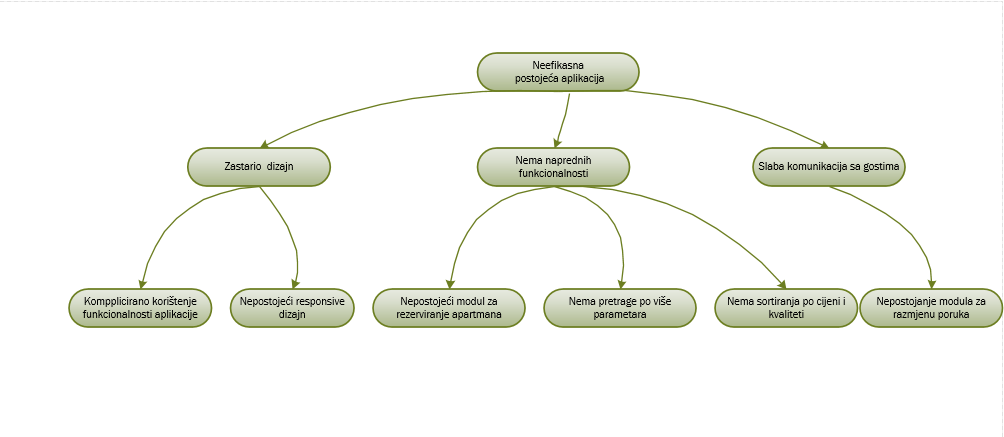 Neefikasna
postojeća aplikacija
Zastario dizajn
Nema naprednih
funkcionalnosti
Slaba komunikacija sa gostima
Kompplicirano korištenje
funkcionalnosti aplikacije
Nepostojeći responsive
dizajn
Nepostojeći modul za
rezerviranje apartmana
Nema pretrage po više
parametara
Nema sortiranja po cijeni i
kvaliteti
Nepostojanje modula za
razmjenu poruka